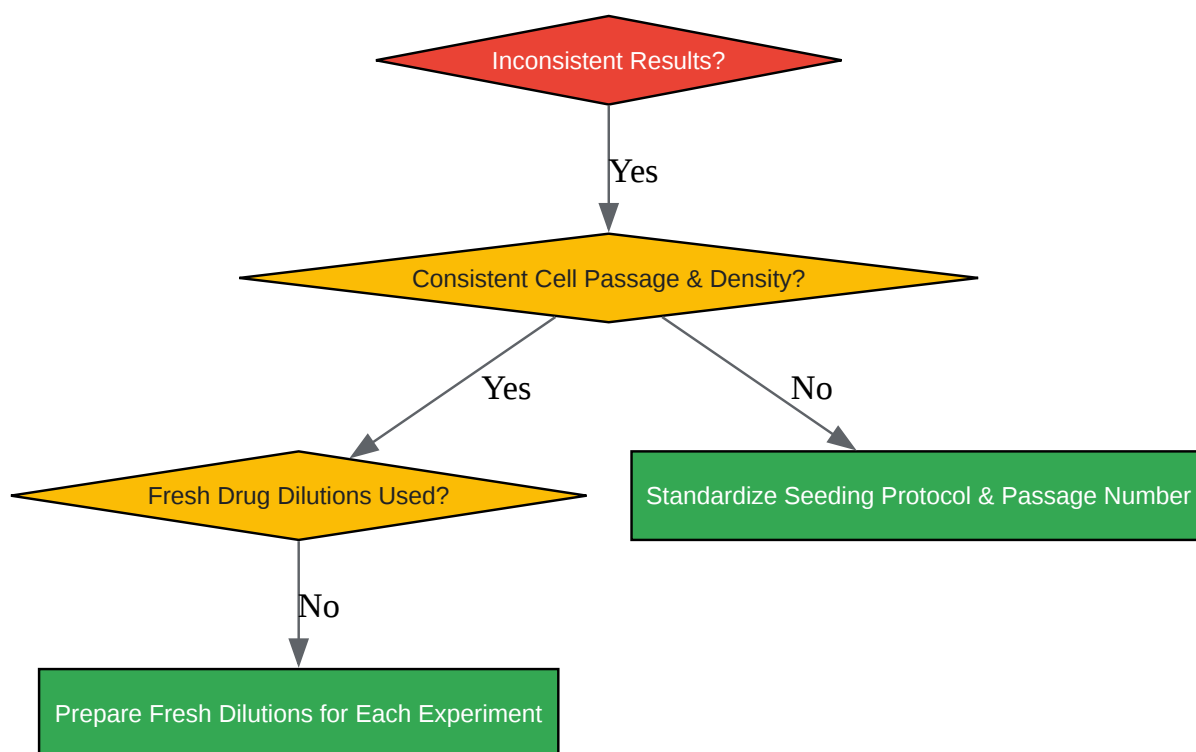 Inconsistent Results?
Yes
Consistent Cell Passage & Density?
Yes
No
Fresh Drug Dilutions Used?
Standardize Seeding Protocol & Passage Number
No
Prepare Fresh Dilutions for Each Experiment